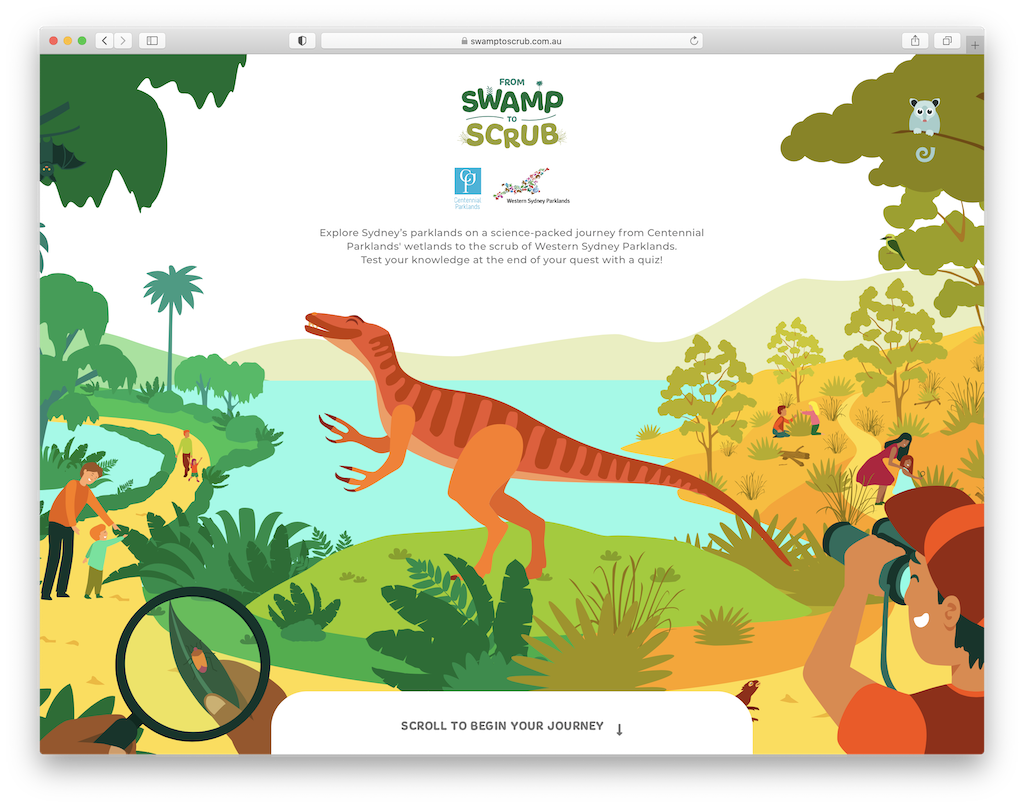 swamptoscrub.com.au
FROM
SWAMP
TO
SCRUB
CP
Centennial
Parklands
Western Sydney Parklands
Explore Sydney's parklands on a science-packed journey from Centennial
Parklands' wetlands to the scrub of Western Sydney Parklands.
Test your knowledge at the end of your quest with a quiz!
SCROLL TO BEGIN YOUR JOURNEY